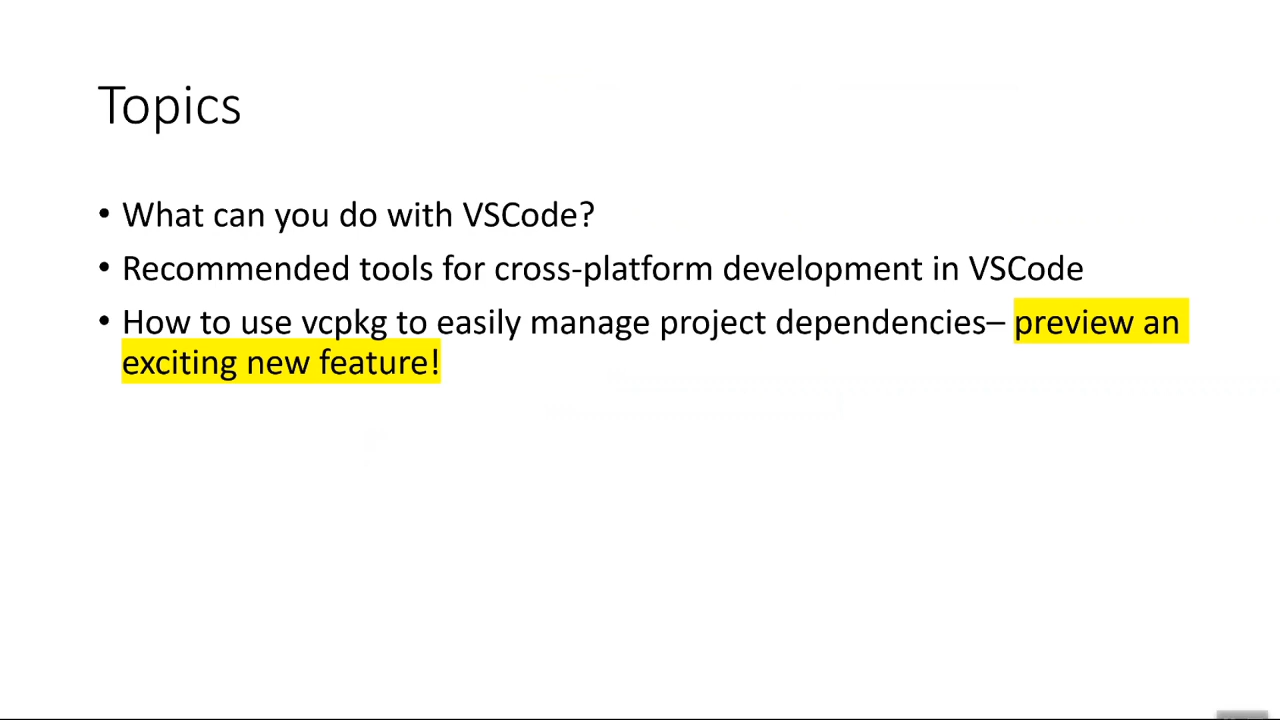 Topics
• What can you do with VSCode?
• Recommended tools for cross-platform development in VSCode
• How to use vcpkg to easily manage project dependencies– preview an
exciting new feature!